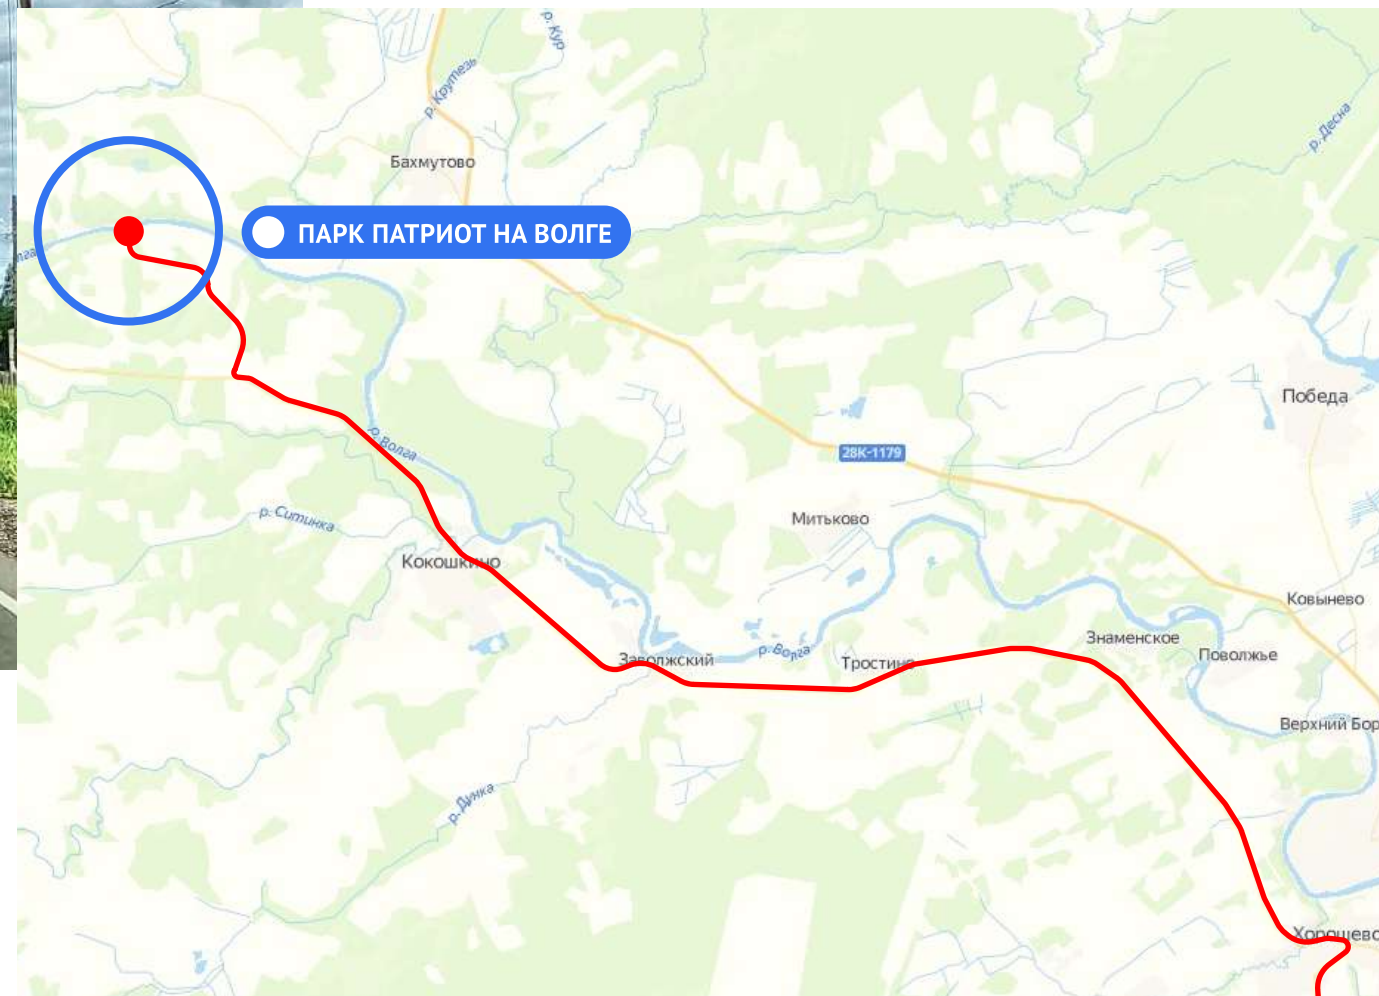 р. Кур
р. Крутезь
р. Десна
Бахмутово
ПАРК ПАТРИОТ НА ВОЛГЕ
Победа
р. Волга
28К-1179
р. Ситинка
Митьково
Кокошкино
Ковынево
Знаменское
р. Волга
Заволжский
Тростино
Поволжье
Верхний Бор
р. Дунка
Хорошево